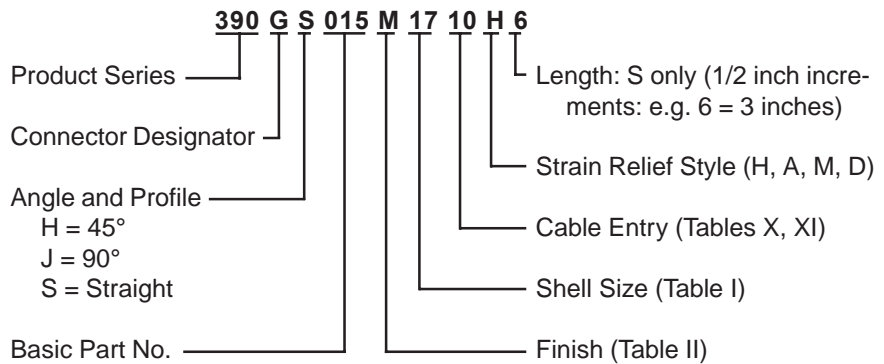 390 G S 015 M 17 10 H 6
Product Series
Connector Designator
Angle and Profile
H = 45°
J = 90°
S = Straight
Basic Part No.
Length: S only (1/2 inch incre-
ments: e.g. 6 = 3 inches)
Strain Relief Style (H, A, M, D)
Cable Entry (Tables X, XI)
Shell Size (Table I)
Finish (Table II)